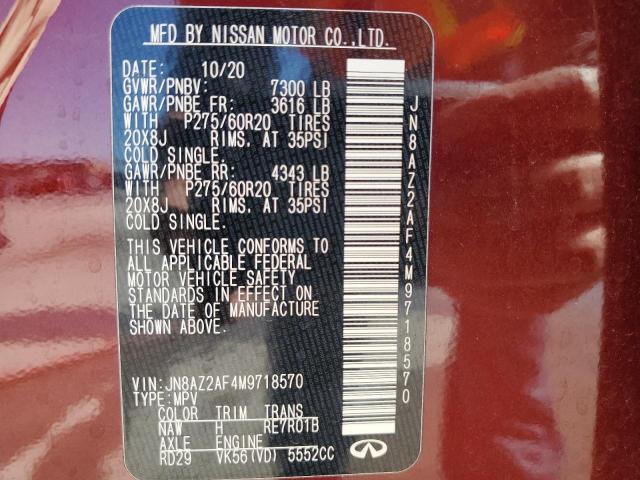 MFD BY NISSAN MOTOR CO.,LTD.
DATE: 10/20
GVWR/PNBV: 7300 LB
GAWR/PNBE FR: 3616 LB
WITH P275/60R20 TIRES
20X8J RIMS. AT 35PSI
COLD SINGLE.
GAWR/PNBE RR: 4343 LB
WITH P275/60R20 TIRES
20X8J RIMS. AT 35PSI
COLD SINGLE.
THIS VEHICLE CONFORMS TO
ALL APPLICABLE FEDERAL
MOTOR VEHICLE SAFETY
STANDARDS IN EFFECT ON
THE DATE OF MANUFACTURE
SHOWN ABOVE.
VIN:JN8AZ2AF4M9718570
TYPE:MPV
COLOR TRIM TRANS
NAW H RE7R01B
AXLE ENGINE
RD29 VK56(VD) 5552CC
JN8AZ2AF4M9718570
INFINITI